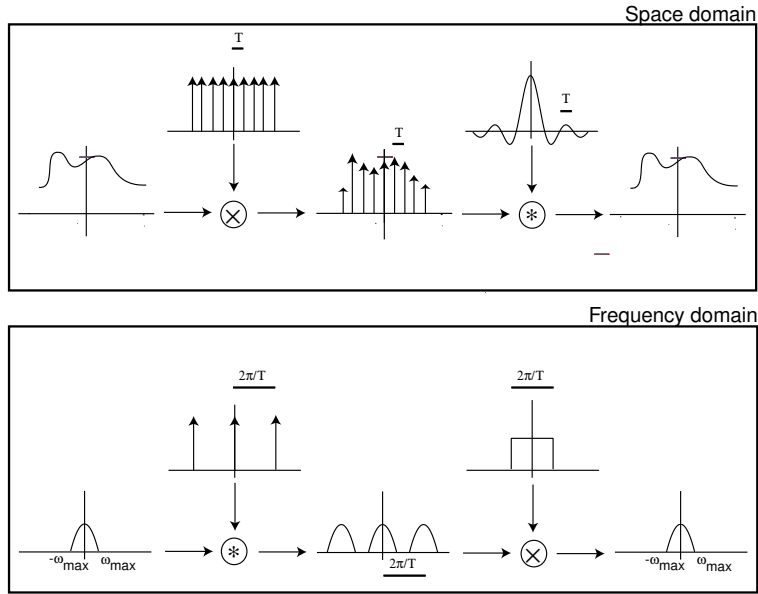 Space domain
T
T
T
Frequency domain
2π/T
2π/T
-ωmax ωmax
2π/T
-ωmax ωmax